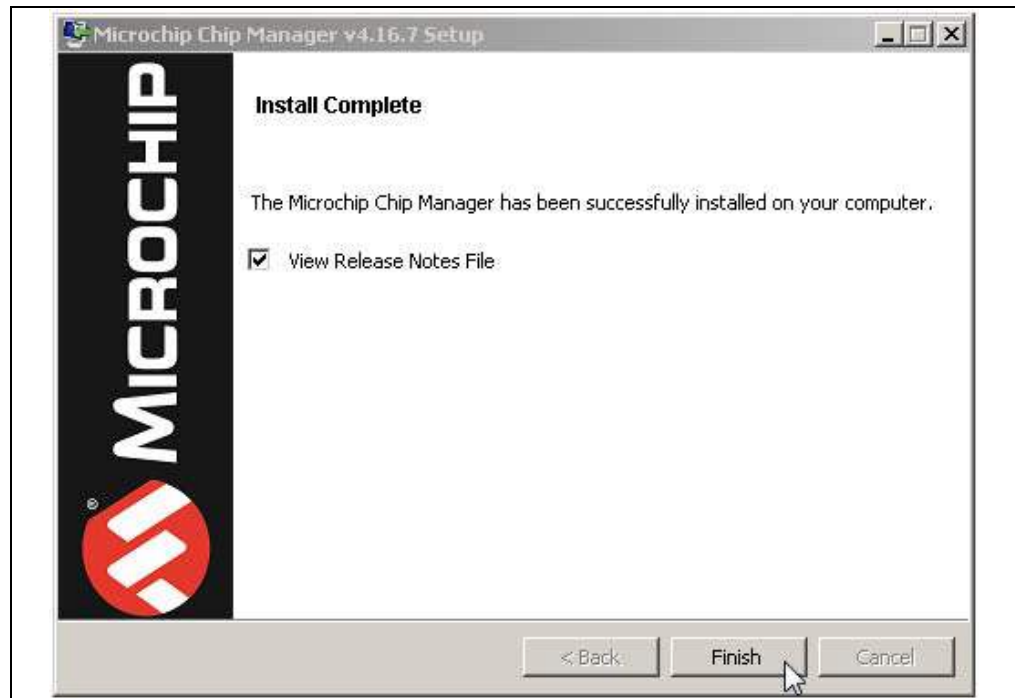 Microchip Chip Manager v4.16.7 Setup
MICROCHIP
®
Install Complete
The Microchip Chip Manager has been successfully installed on your computer.
View Release Notes File
< Back
Finish
Cancel